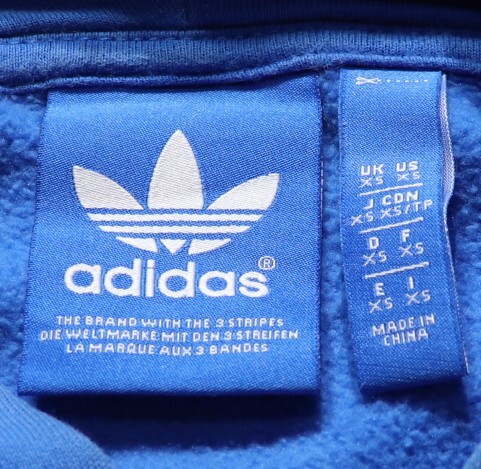 adidas®
THE BRAND WITH THE 3 STRIPES
DIE WELTMARKE MIT DEN 3 STREIFEN
LA MARQUE AUX 3 BANDES
UK US
XS XS
J CDN
XS XS/TP
D F
XS XS
E I
XS XS
MADE IN
CHINA